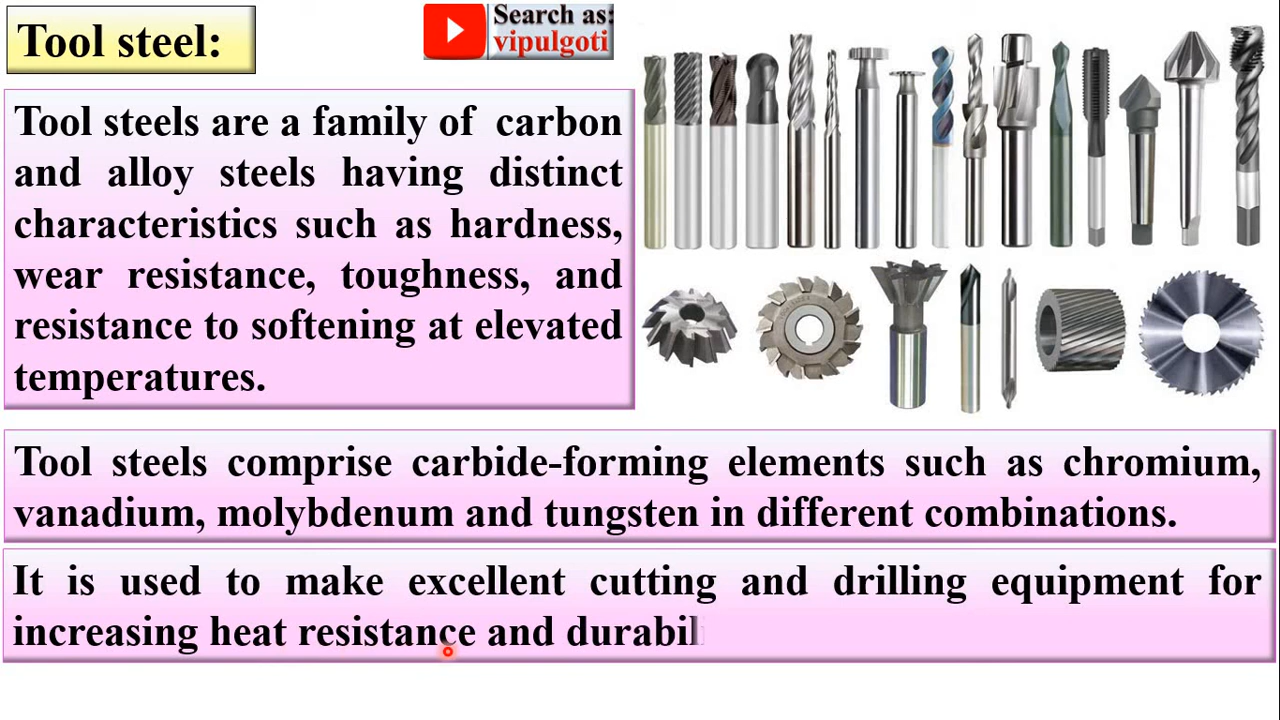 Tool steel:
Search as:
vipulgoti
Tool steels are a family of carbon
and alloy steels having distinct
characteristics such as hardness,
wear resistance, toughness, and
resistance to softening at elevated
temperatures.
Tool steels comprise carbide-forming elements such as chromium,
vanadium, molybdenum and tungsten in different combinations.
It is used to make excellent cutting and drilling equipment for
increasing heat resistance and durabil